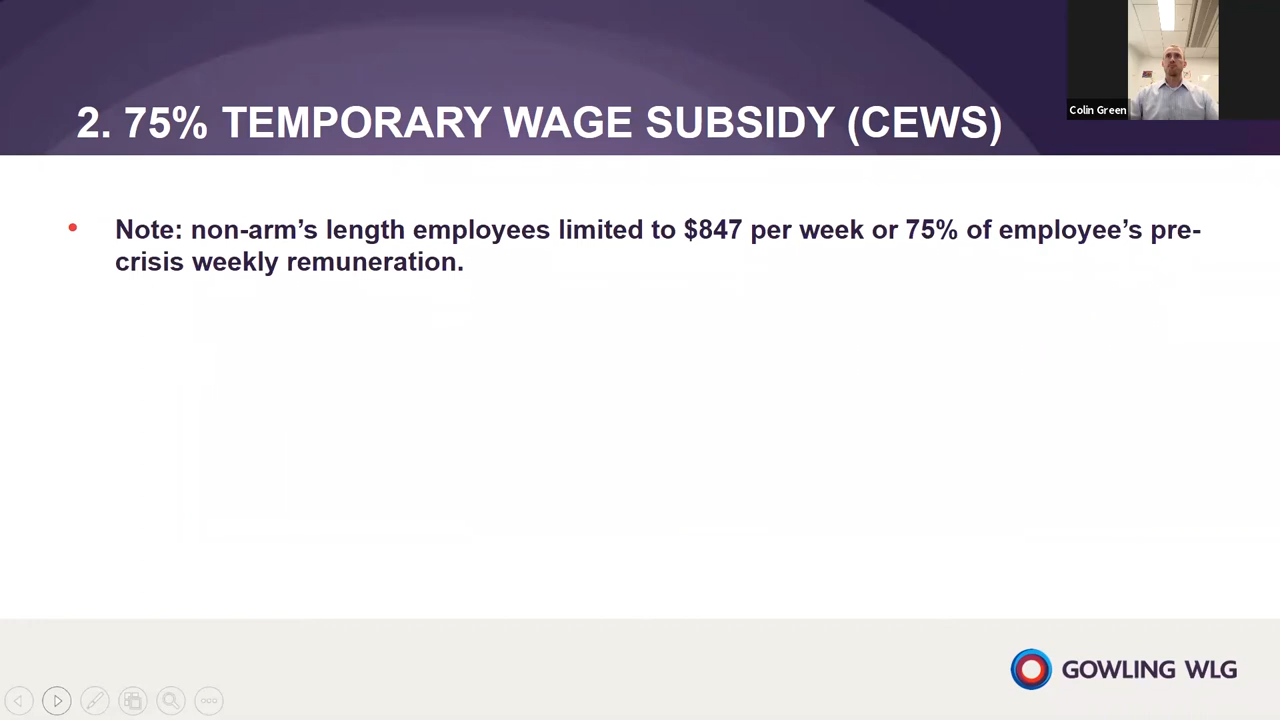 2. 75% TEMPORARY WAGE SUBSIDY (CEWS)
Colin Green
• Note: non-arm’s length employees limited to $847 per week or 75% of employee’s pre-
crisis weekly remuneration.
GOWLING WLG